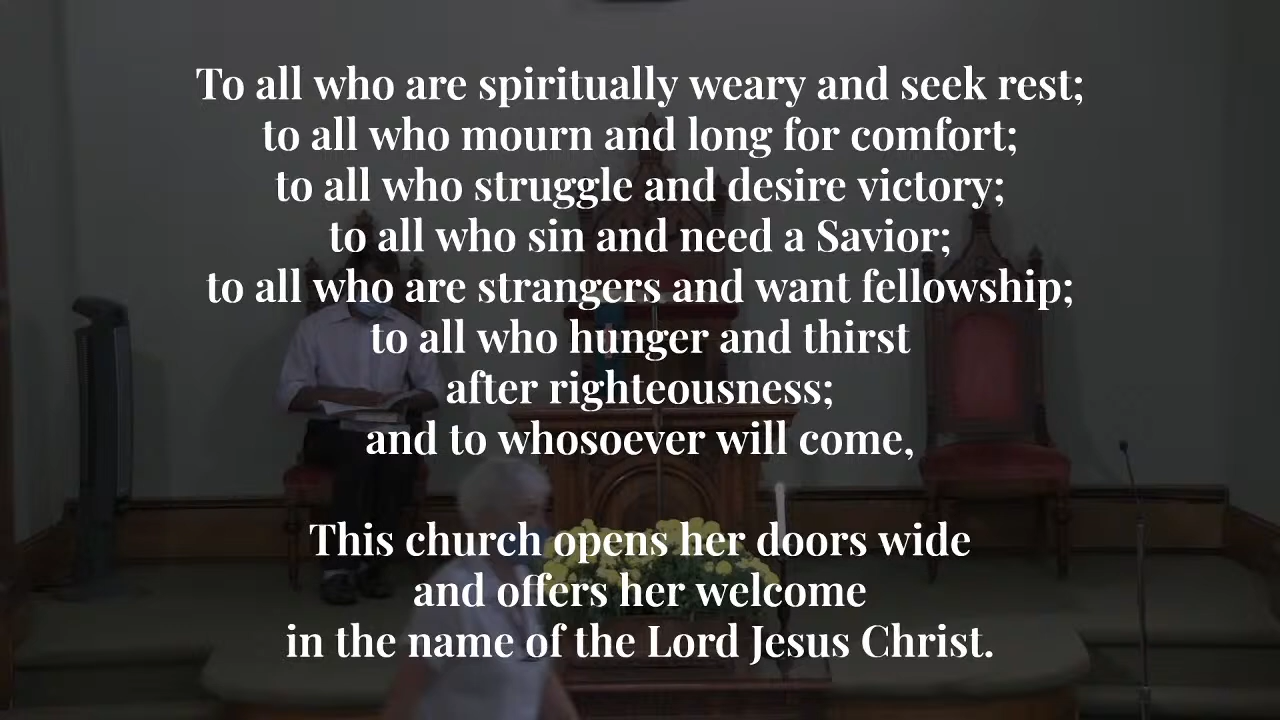 To all who are spiritually weary and seek rest;
to all who mourn and long for comfort;
to all who struggle and desire victory;
to all who sin and need a Savior;
to all who are strangers and want fellowship;
to all who hunger and thirst
after righteousness;
and to whosoever will come,
This church opens her doors wide
and offers her welcome
in the name of the Lord Jesus Christ.